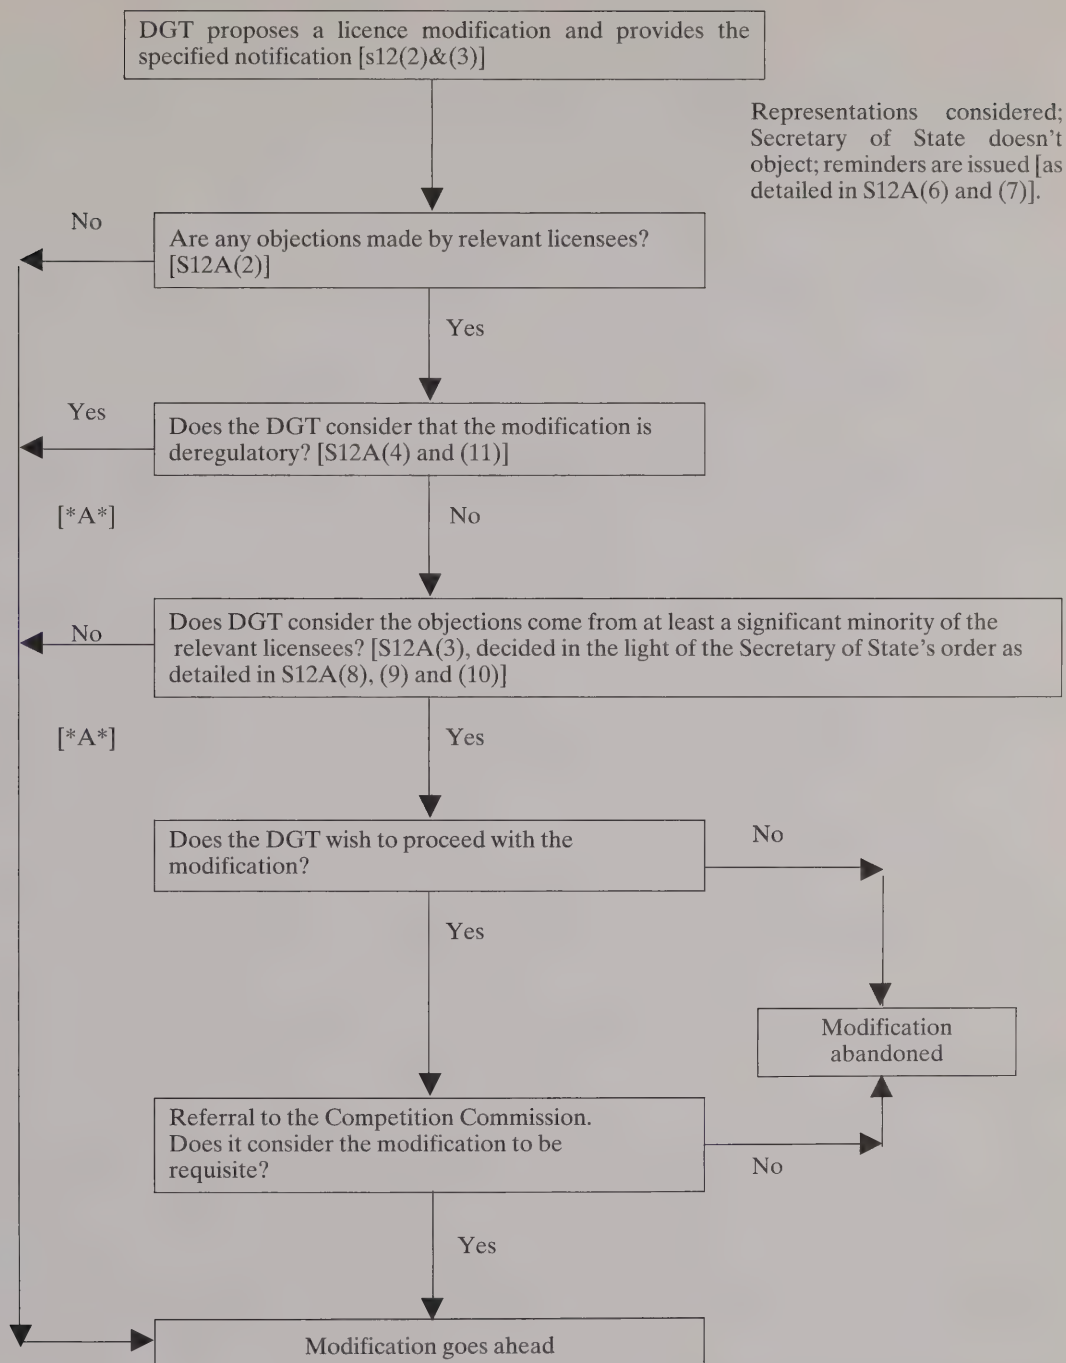 DGT proposes a licence modification and provides the
specified notification [s12(2)&(3)]
Representations considered;
Secretary of State doesn't
object; reminders are issued [as
detailed in S12A(6) and (7)].
No
Are any objections made by relevant licensees?
[S12A(2)]
Yes
Yes
Does the DGT consider that the modification is
deregulatory? [S12A(4) and (11)]
[*A*]
No
No
Does DGT consider the objections come from at least a significant minority of the
relevant licensees? [S12A(3), decided in the light of the Secretary of State's order as
detailed in S12A(8), (9) and (10)]
[*A*]
Yes
Does the DGT wish to proceed with the
modification?
No
Yes
Modification
abandoned
Referral to the Competition Commission.
Does it consider the modification to be
requisite?
No
Yes
Modification goes ahead